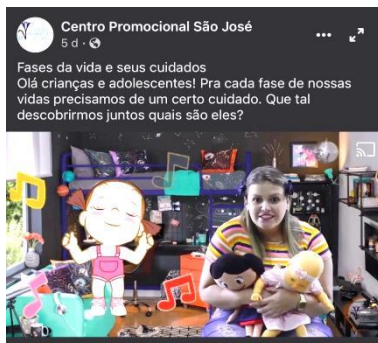 Centro Promocional São José
5 d ·
Fases da vida e seus cuidados
Olá crianças e adolescentes! Pra cada fase de nossas
vidas precisamos de um certo cuidado. Que tal
descobrirmos juntos quais são eles?